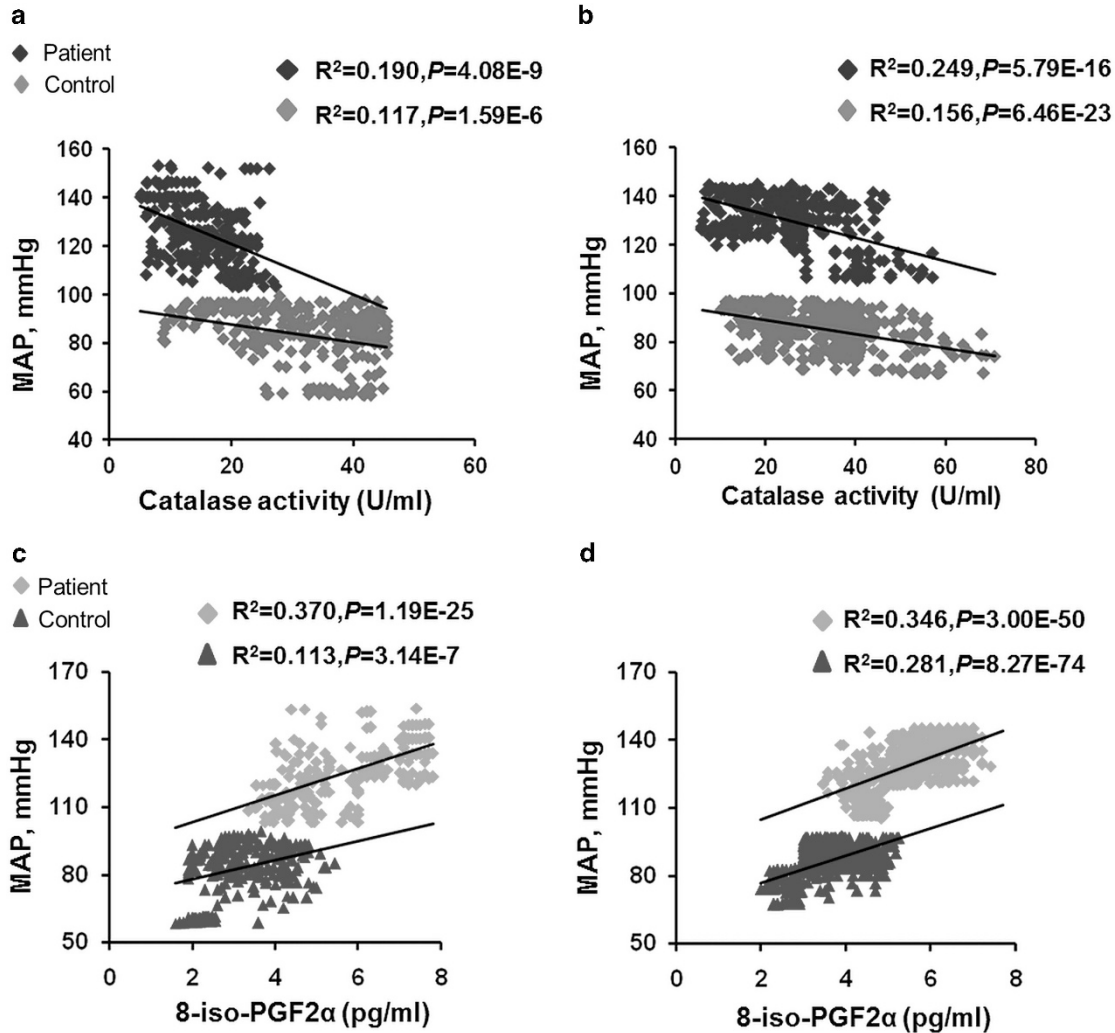 a
Patient
Control
R²=0.190,P=4.08E-9
R²=0.117,P=1.59E-6
MAP, mmHg
160
140
120
100
80
60
40
0 20 40 60
Catalase activity (U/ml)
b
R²=0.249,P=5.79E-16
R²=0.156,P=6.46E-23
MAP, mmHg
160
140
120
100
80
60
40
0 20 40 60 80
Catalase activity (U/ml)
c
Patient
Control
R²=0.370,P=1.19E-25
R²=0.113,P=3.14E-7
MAP, mmHg
170
140
110
80
50
0 2 4 6 8
8-iso-PGF2α (pg/ml)
d
R²=0.346,P=3.00E-50
R²=0.281,P=8.27E-74
MAP, mmHg
170
140
110
80
50
0 2 4 6 8
8-iso-PGF2α (pg/ml)